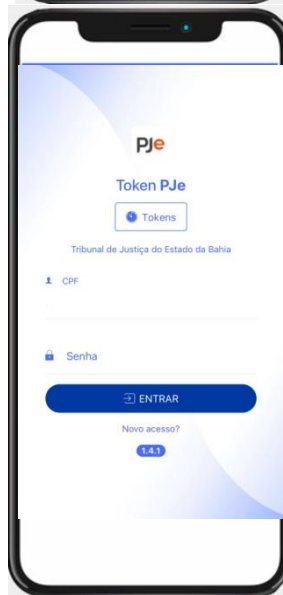 PJe
Token PJe
Tokens
Tribunal de Justiça do Estado da Bahia
CPF
Senha
ENTRAR
Novo acesso?
1.4.1